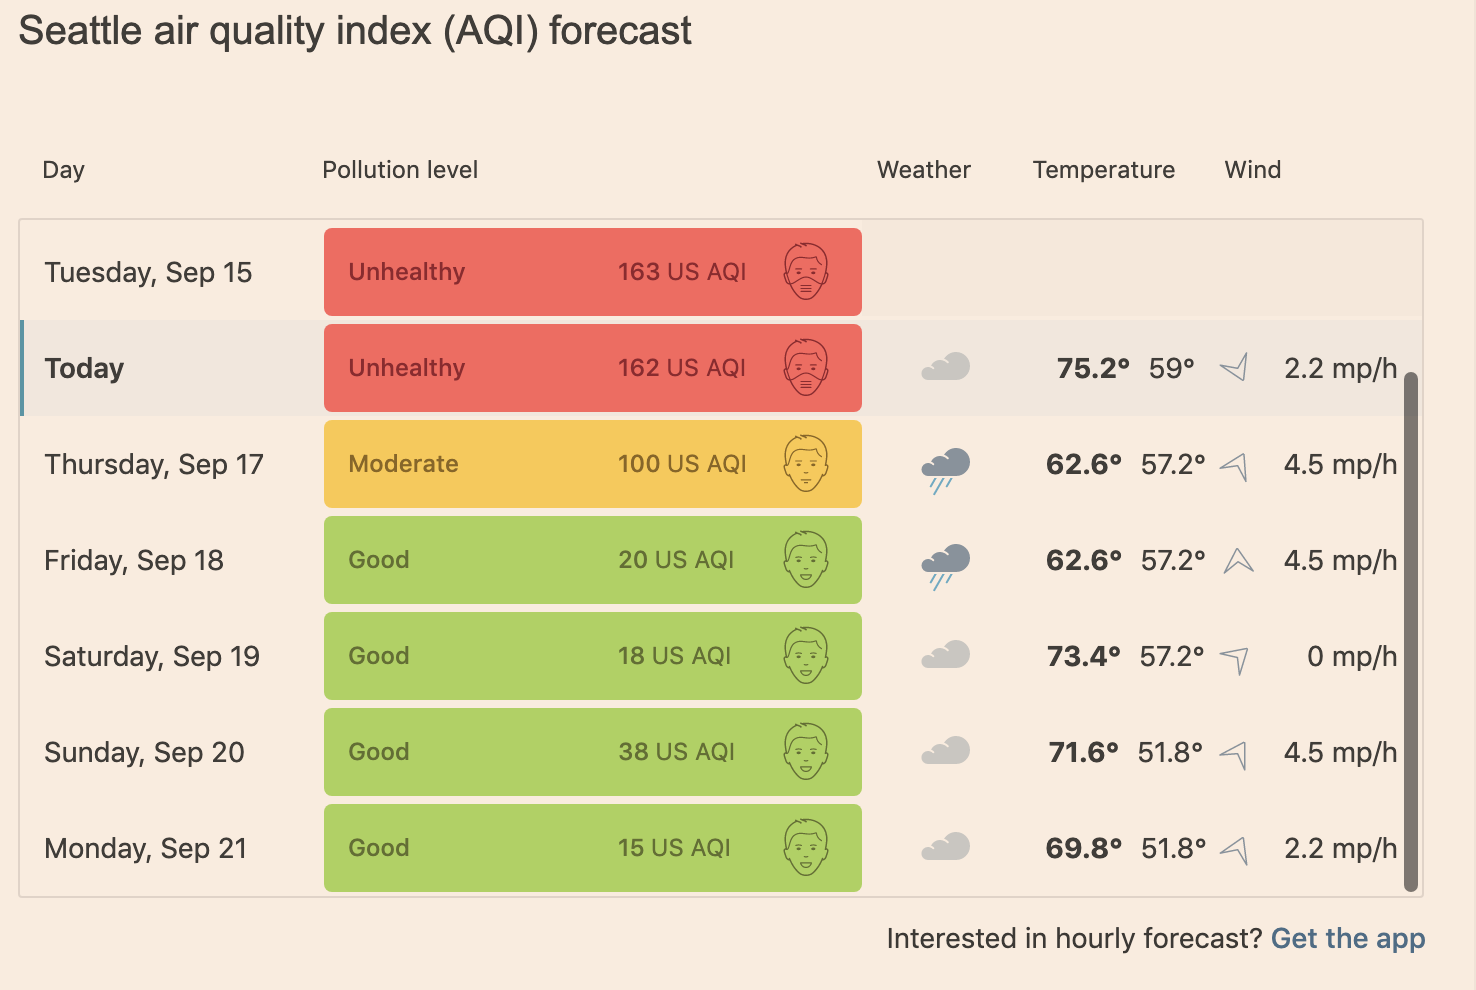 Seattle air quality index (AQI) forecast
Day Pollution level Weather Temperature Wind
Tuesday, Sep 15 Unhealthy 163 US AQI
Today Unhealthy 162 US AQI 75.2° 59° 2.2 mp/h
Thursday, Sep 17 Moderate 100 US AQI 62.6° 57.2° 4.5 mp/h
Friday, Sep 18 Good 20 US AQI 62.6° 57.2° 4.5 mp/h
Saturday, Sep 19 Good 18 US AQI 73.4° 57.2° 0 mp/h
Sunday, Sep 20 Good 38 US AQI 71.6° 51.8° 4.5 mp/h
Monday, Sep 21 Good 15 US AQI 69.8° 51.8° 2.2 mp/h
Interested in hourly forecast? Get the app